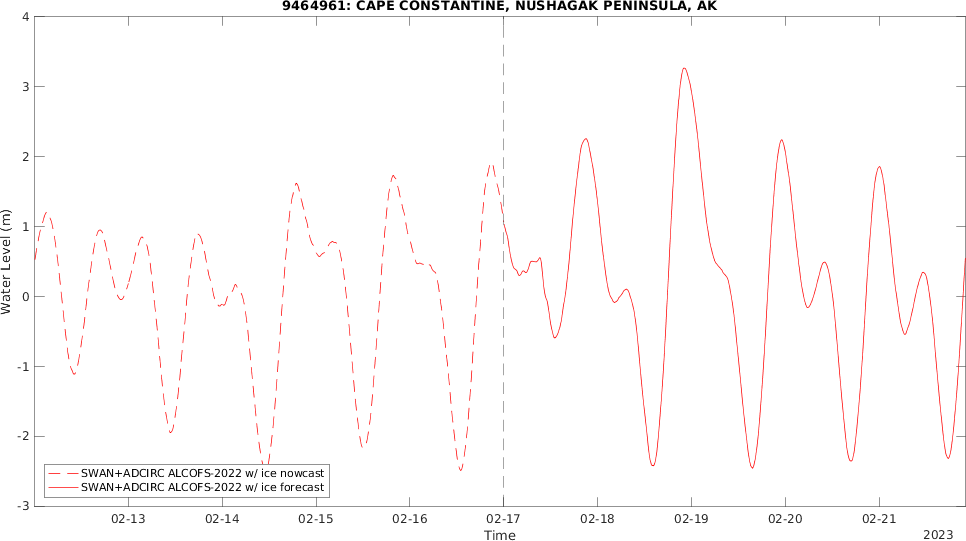 9464961: CAPE CONSTANTINE, NUSHAGAK PENINSULA, AK
4
3
2
1
0
-1
-2
-3
Water Level (m)
SWAN+ADCIRC ALCOFS-2022 w/ ice nowcast
SWAN+ADCIRC ALCOFS-2022 w/ ice forecast
02-13 02-14 02-15 02-16 02-17 02-18 02-19 02-20 02-21
Time
2023